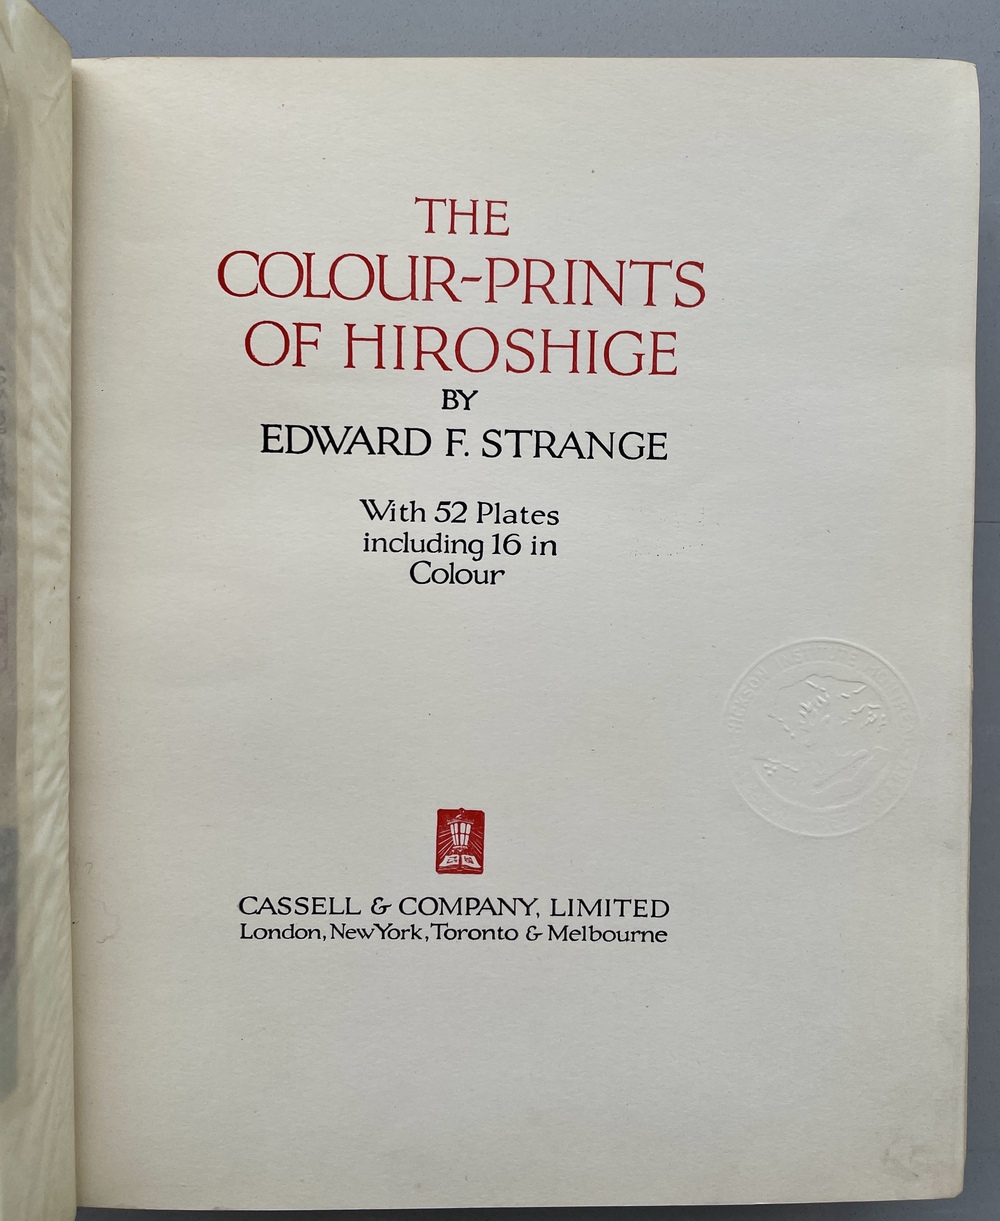 THE
COLOUR-PRINTS
OF HIROSHIGE
BY
EDWARD F. STRANGE
With 52 Plates
including 16 in
Colour
INSTITUTE
CASSELL & COMPANY, LIMITED
London, New York, Toronto & Melbourne